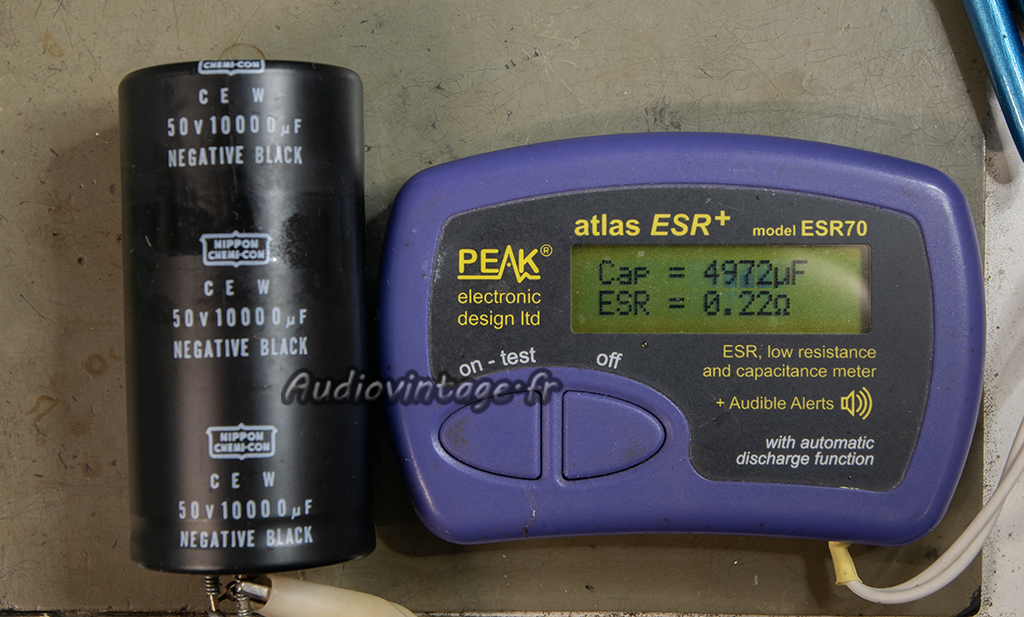 CHEMI-CON
C E W
50V10000µF
NEGATIVE BLACK
NIPPON
CHEMI-CON
C E W
50V10000µF
NEGATIVE BLACK
NIPPON
CHEMI-CON
C E W
50V10000µF
NEGATIVE BLACK
atlas ESR+ model ESR70
PEAK®
electronic
design ltd
Cap = 4972µF
ESR = 0.22Ω
on - test off
ESR, low resistance
and capacitance meter
+ Audible Alerts
with automatic
discharge function
Audiovintage.fr